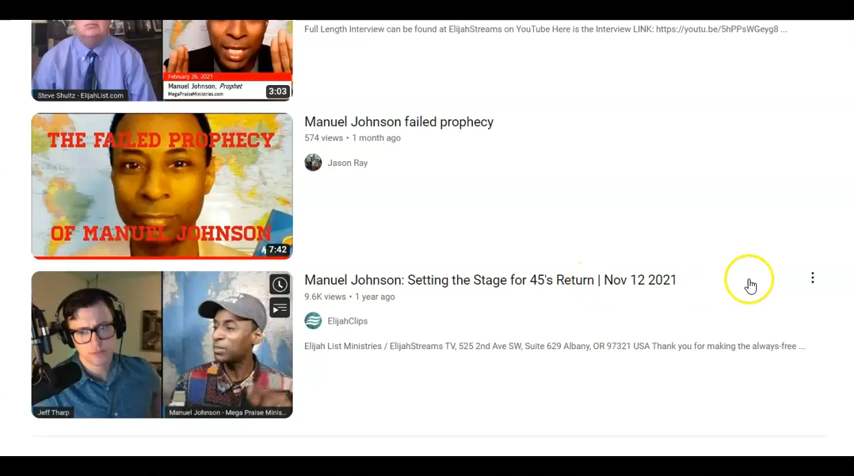 Full Length Interview can be found at ElijahStreams on YouTube Here is the Interview LINK: https://youtu.be/5hPPsWGeyg8 ...
February 26, 2021
Manuel Johnson, Prophet
MegaPraiseMinistries.com
Steve Shultz - ElijahList.com
3:03
THE FAILED PROPHECY
OF MANUEL JOHNSON
7:42
Manuel Johnson failed prophecy
574 views • 1 month ago
Jason Ray
Manuel Johnson: Setting the Stage for 45's Return | Nov 12 2021
9.6K views • 1 year ago
ElijahClips
Elijah List Ministries / ElijahStreams TV, 525 2nd Ave SW, Suite 629 Albany, OR 97321 USA Thank you for making the always-free ...
Jeff Tharp
Manuel Johnson - Mega Praise Minis...